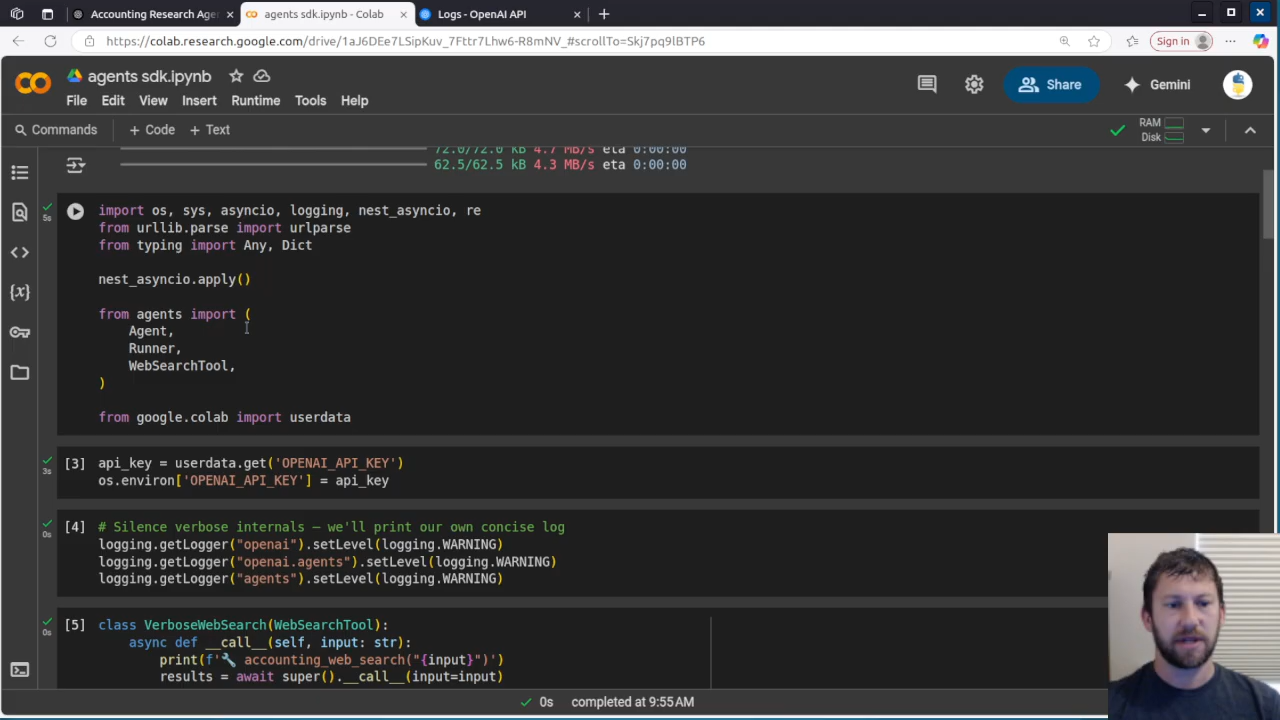 Accounting Research Age
agents sdk.ipynb - Colab
Logs - OpenAI API
https://colab.research.google.com/drive/1aJ6DEe7LSipKuv_7Fttr7Lhw6-R8mNV_#scrollTo=Skj7pq9lBTP6
Sign in
agents sdk.ipynb
Share
Gemini
File Edit View Insert Runtime Tools Help
Commands + Code + Text
RAM
Disk
72.0/72.0 kB 4.7 MB/s eta 0:00:00
62.5/62.5 kB 4.3 MB/s eta 0:00:00
5s
import os, sys, asyncio, logging, nest_asyncio, re
from urllib.parse import urlparse
from typing import Any, Dict
nest_asyncio.apply()
from agents import (
Agent,
Runner,
WebSearchTool,
)
from google.colab import userdata
3s
[3] api_key = userdata.get('OPENAI_API_KEY')
os.environ['OPENAI_API_KEY'] = api_key
0s
[4] # Silence verbose internals — we'll print our own concise log
logging.getLogger("openai").setLevel(logging.WARNING)
logging.getLogger("openai.agents").setLevel(logging.WARNING)
logging.getLogger("agents").setLevel(logging.WARNING)
0s
[5] class VerboseWebSearch(WebSearchTool):
async def __call__(self, input: str):
print(f'🔧 accounting_web_search("{input}")')
results = await super().__call__(input=input)
0s completed at 9:55AM